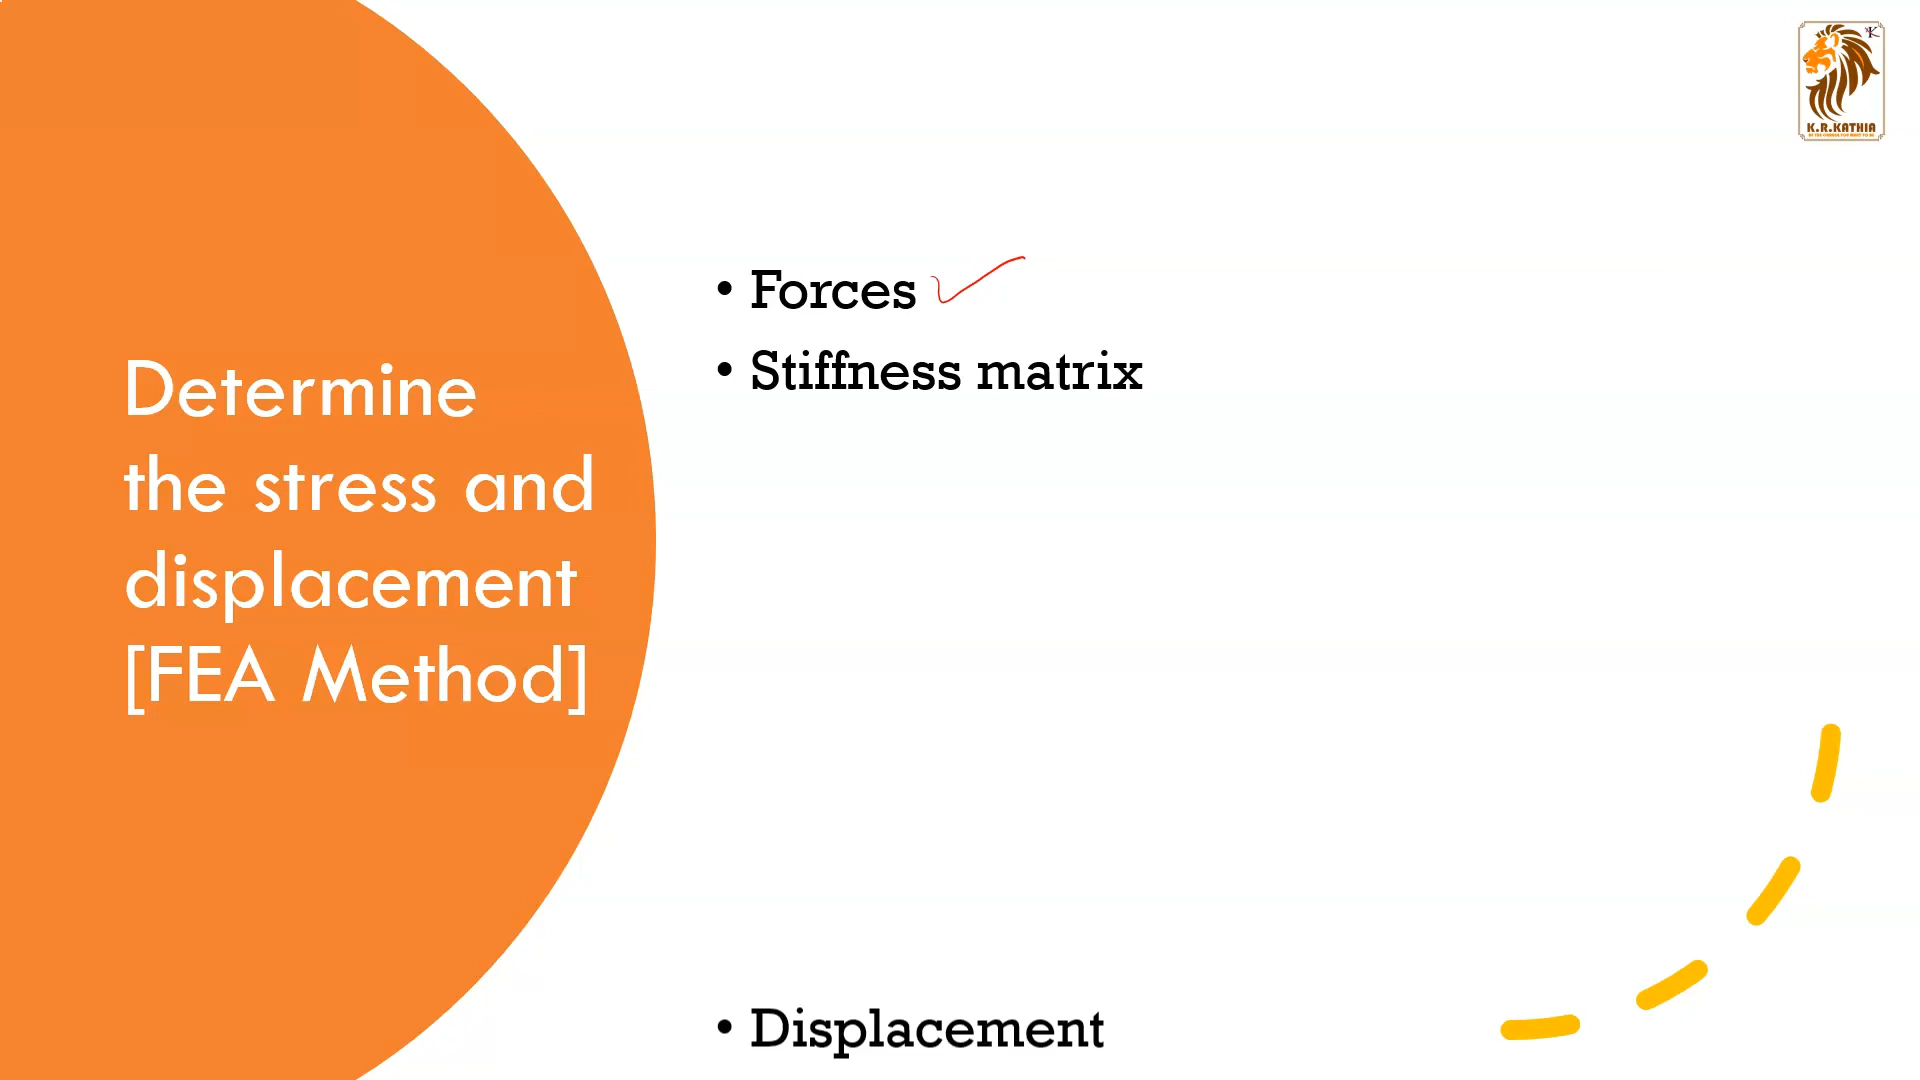 K
K.R.KATHIA
Determine
the stress and
displacement
[FEA Method]
• Forces
• Stiffness matrix
• Displacement